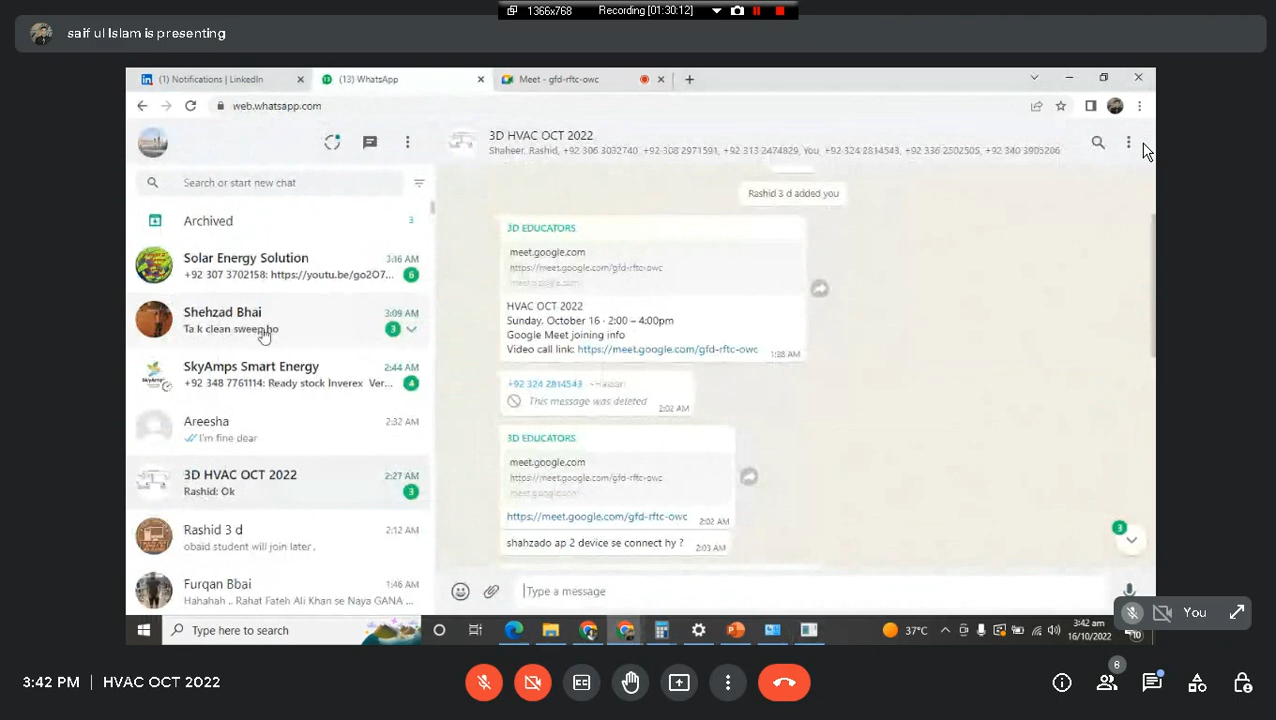 1366x768 Recording [01:30:12]
saif ul Islam is presenting
(1) Notifications | LinkedIn
(13) WhatsApp
Meet - gfd-rftc-owc
web.whatsapp.com
3D HVAC OCT 2022
Shaheer, Rashid, +92 306 3032740, +92 308 2971591, +92 313 2474829, You, +92 324 2814543, +92 336 2502505, +92 340 3905206
Search or start new chat
Archived 3
Solar Energy Solution 3:16 AM
+92 307 3702158: https://youtu.be/go2O7... 6
Shehzad Bhai 3:09 AM
Ta k clean sweep ho 3
SkyAmps Smart Energy 2:44 AM
+92 348 7761114: Ready stock Inverex Ver... 4
Areesha 2:32 AM
I'm fine dear
3D HVAC OCT 2022 2:27 AM
Rashid: Ok 3
Rashid 3 d 2:12 AM
obaid student will join later .
Furqan Bbai 1:46 AM
Hahahah .. Rahat Fateh Ali Khan se Naya GANA ...
Rashid 3 d added you
3D EDUCATORS
meet.google.com
https://meet.google.com/gfd-rftc-owc
meet.google.com
HVAC OCT 2022
Sunday, October 16 · 2:00 – 4:00pm
Google Meet joining info
Video call link: https://meet.google.com/gfd-rftc-owc 1:38 AM
+92 324 2814543
This message was deleted 2:02 AM
3D EDUCATORS
meet.google.com
https://meet.google.com/gfd-rftc-owc
meet.google.com
https://meet.google.com/gfd-rftc-owc 2:02 AM
shahzado ap 2 device se connect hy ? 2:03 AM
3
Type a message
You
Type here to search
37°C
3:42 am
16/10/2022
10
3:42 PM | HVAC OCT 2022
CC
6